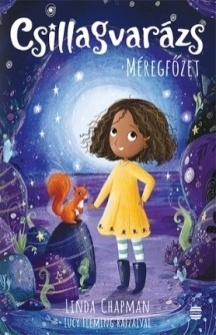 Csillagvarázs
Méregfőzet
LINDA CHAPMAN
LUCY FLEMING RAJZAIVAL